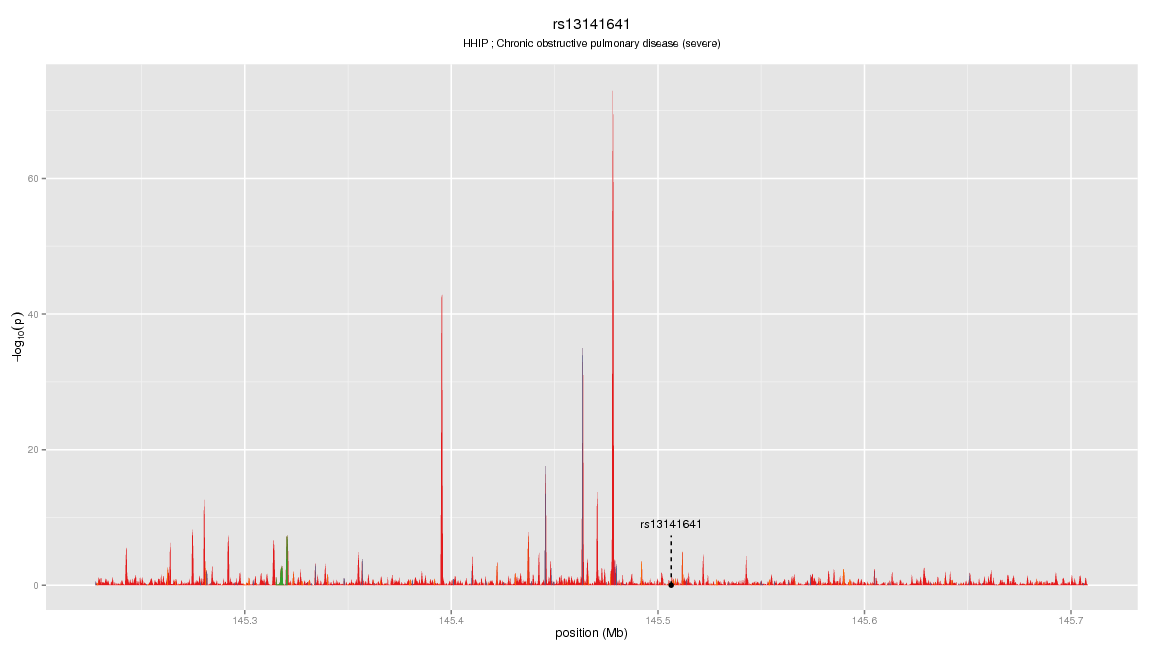 rs13141641
HHIP ; Chronic obstructive pulmonary disease (severe)
−log10(p)
60
40
20
0
rs13141641
145.3 145.4 145.5 145.6 145.7
position (Mb)